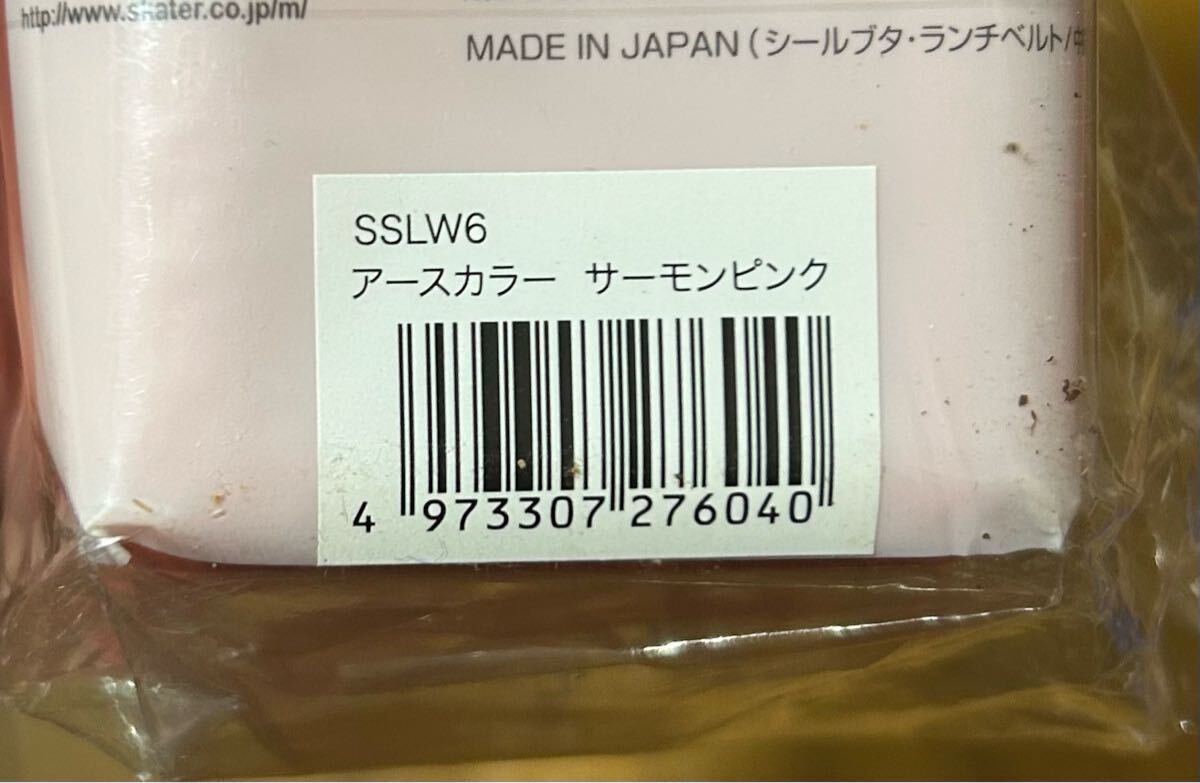 http://www.skater.co.jp/m/
MADE IN JAPAN (シールブタ・ランチベルト/中
SSLW6
アースカラー サーモンピンク
4 973307 276040